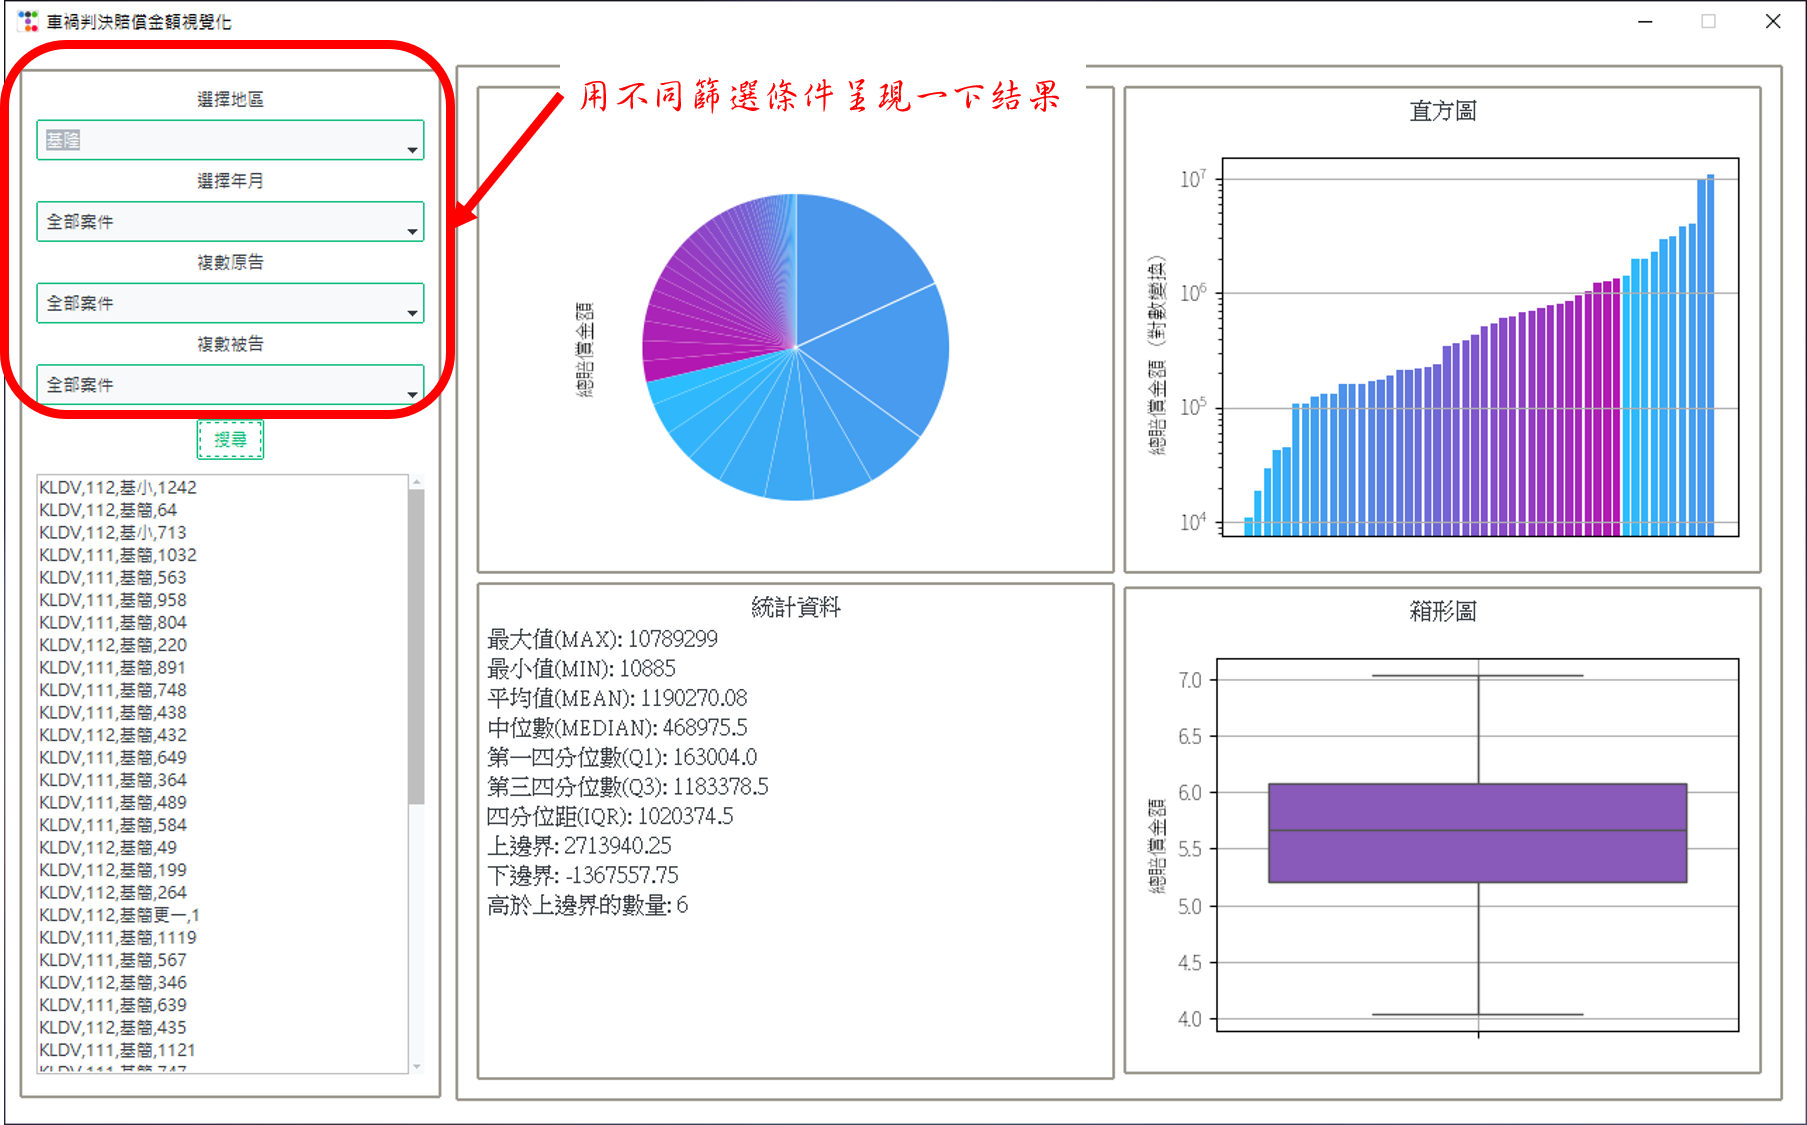 車禍判決賠償金額視覺化
選擇地區
基隆
選擇年月
全部案件
複數原告
全部案件
複數被告
全部案件
搜尋
KLDV,112,基小,1242
KLDV,112,基簡,64
KLDV,112,基小,713
KLDV,111,基簡,1032
KLDV,111,基簡,563
KLDV,111,基簡,958
KLDV,111,基簡,804
KLDV,112,基簡,220
KLDV,111,基簡,891
KLDV,111,基簡,748
KLDV,111,基簡,438
KLDV,112,基簡,432
KLDV,111,基簡,649
KLDV,111,基簡,364
KLDV,111,基簡,489
KLDV,111,基簡,584
KLDV,112,基簡,49
KLDV,112,基簡,199
KLDV,112,基簡,264
KLDV,112,基簡更一,1
KLDV,111,基簡,1119
KLDV,111,基簡,567
KLDV,112,基簡,346
KLDV,111,基簡,639
KLDV,112,基簡,435
KLDV,111,基簡,1121
KLDV,111,基簡,747
用不同篩選條件呈現一下结果
總賠償金額
直方圖
總賠償金額（對數變換）
10⁷
10⁶
10⁵
10⁴
統計資料
最大值(MAX): 10789299
最小值(MIN): 10885
平均值(MEAN): 1190270.08
中位數(MEDIAN): 468975.5
第一四分位數(Q1): 163004.0
第三四分位數(Q3): 1183378.5
四分位距(IQR): 1020374.5
上邊界: 2713940.25
下邊界: -1367557.75
高於上邊界的數量: 6
箱形圖
總賠償金額
7.0
6.5
6.0
5.5
5.0
4.5
4.0